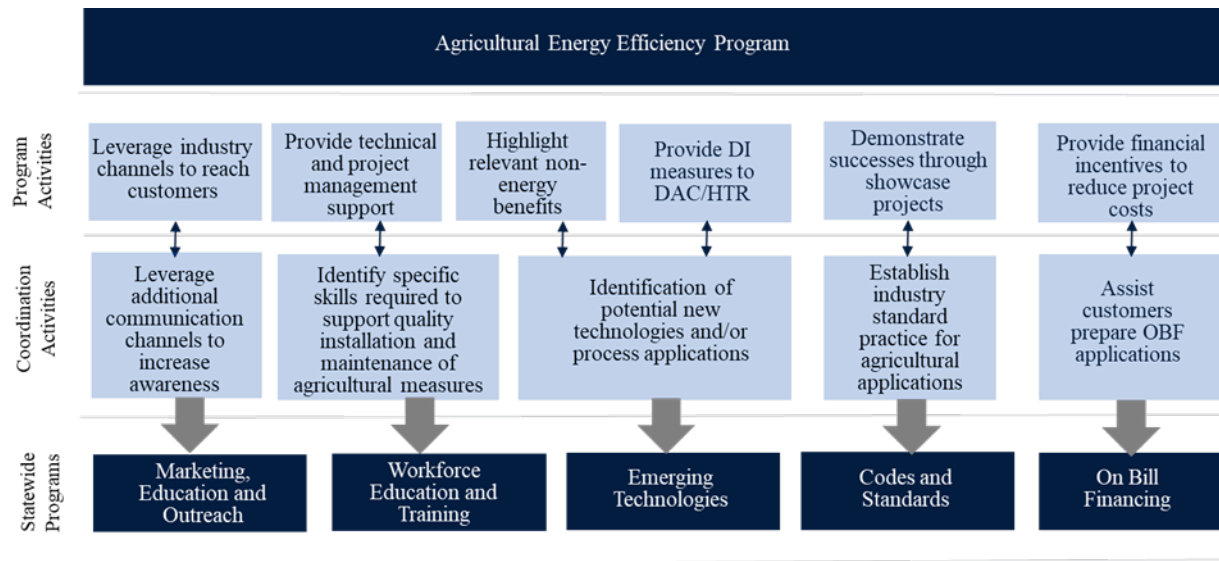 Agricultural Energy Efficiency Program
Program
Activities
Leverage industry
channels to reach
customers
Provide technical
and project
management
support
Highlight
relevant non-
energy
benefits
Provide DI
measures to
DAC/HTR
Demonstrate
successes through
showcase
projects
Provide financial
incentives to
reduce project
costs
Coordination
Activities
Leverage
additional
communication
channels to
increase
awareness
Identify specific
skills required to
support quality
installation and
maintenance of
agricultural measures
Identification of
potential new
technologies and/or
process applications
Establish
industry
standard
practice for
agricultural
applications
Assist
customers
prepare OBF
applications
Statewide
Programs
Marketing,
Education and
Outreach
Workforce
Education and
Training
Emerging
Technologies
Codes and
Standards
On Bill
Financing